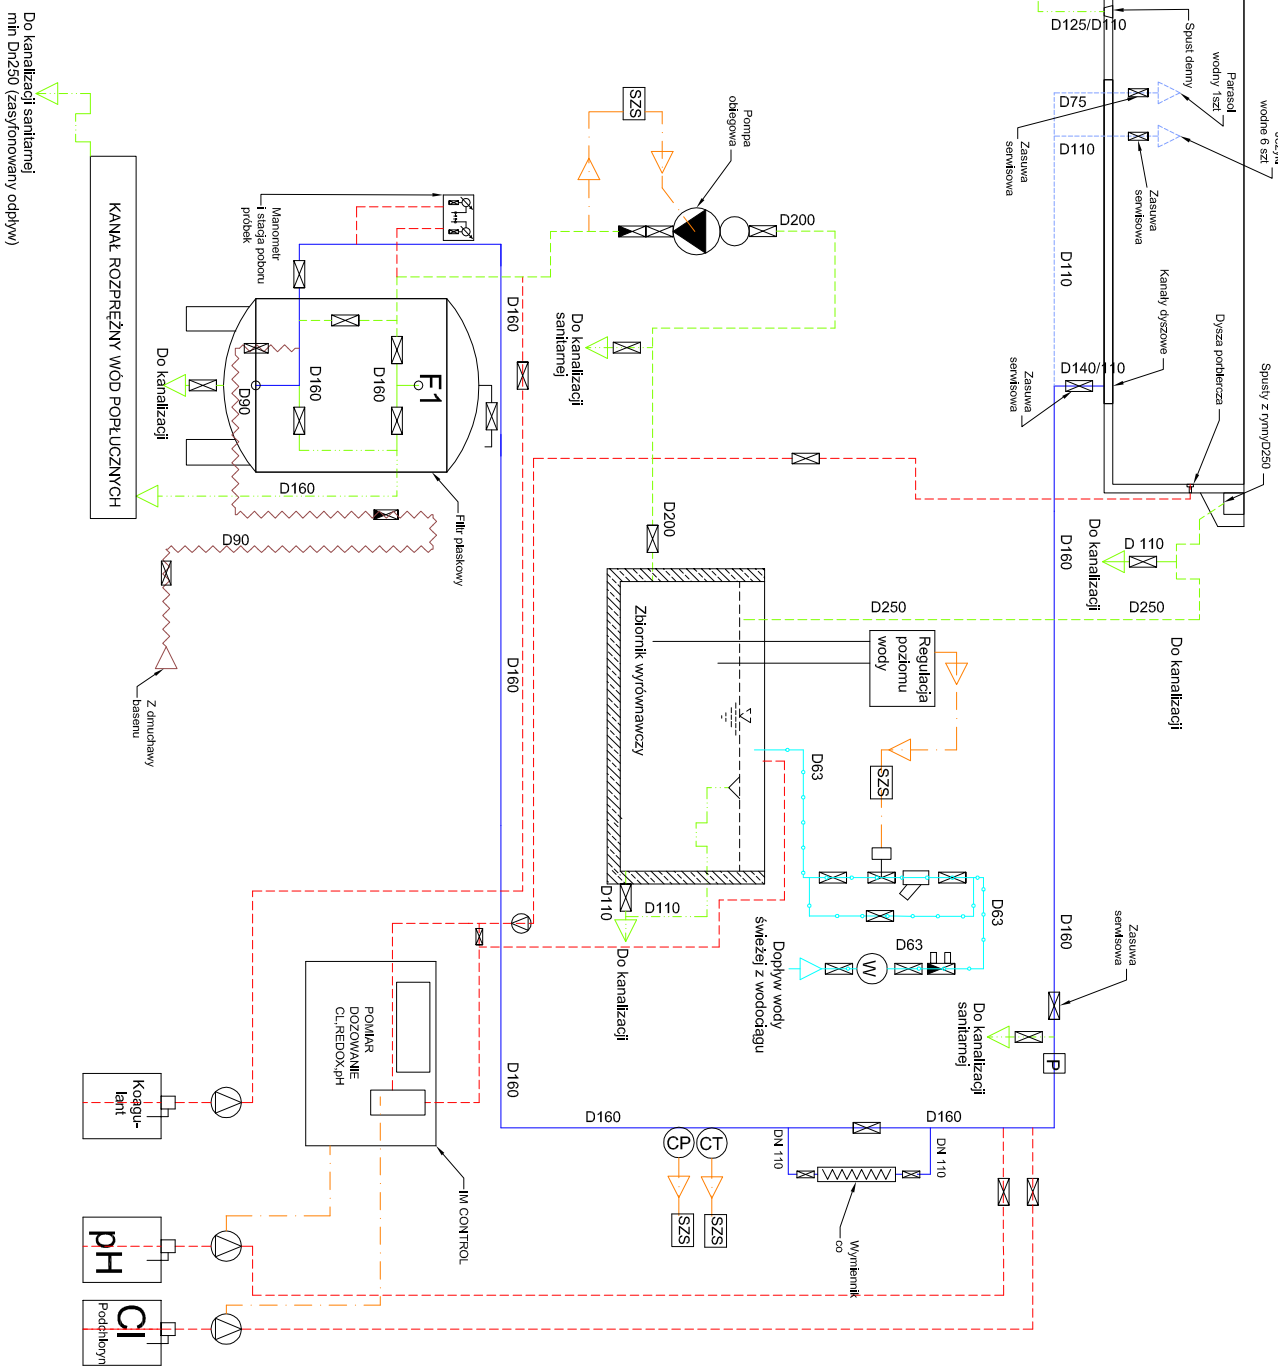 Do kanalizacji sanitarnej
min Dn250 (zasyfonowany odpływ)
KANAŁ ROZPRĘŻNY WÓD POPŁUCZNYCH
Do kanalizacji
D90
D90
D160
D160
D160
F1
Filtr piaskowy
Manometr
i stacja poboru
próbek
Z dmuchawy
basenu
SZS
Pompa
obiegowa
D200
Do kanalizacji
sanitarnej
D160
D160
D160
D200
Zbiornik wyrównawczy
D110
D110
Do kanalizacji
Regulacja
poziomu
wody
D250
D250
D63
SZS
D63
D63
W
Dopływ wody
świeżej z wodociągu
D125/D110
Spust denny
Parasol
wodny 1szt
wodne 6 szt
D75
D110
Zasuwa
serwisowa
Zasuwa
serwisowa
D110
Kanały dyszowe
Dysza porblercza
Spusty z rynnyD250
D140/110
Zasuwa
serwisowa
D160
Do kanalizacji
D 110
Do kanalizacji
D160
Zasuwa
serwisowa
Do kanalizacji
sanitarnej
P
D160
D160
CP
CT
SZS
SZS
DN 110
DN 110
Wymiennik
co
POMIAR
DOZOWANIE
CL,REDOX,pH
IM CONTROL
Koagu-
lant
pH
Cl
Podchloryn